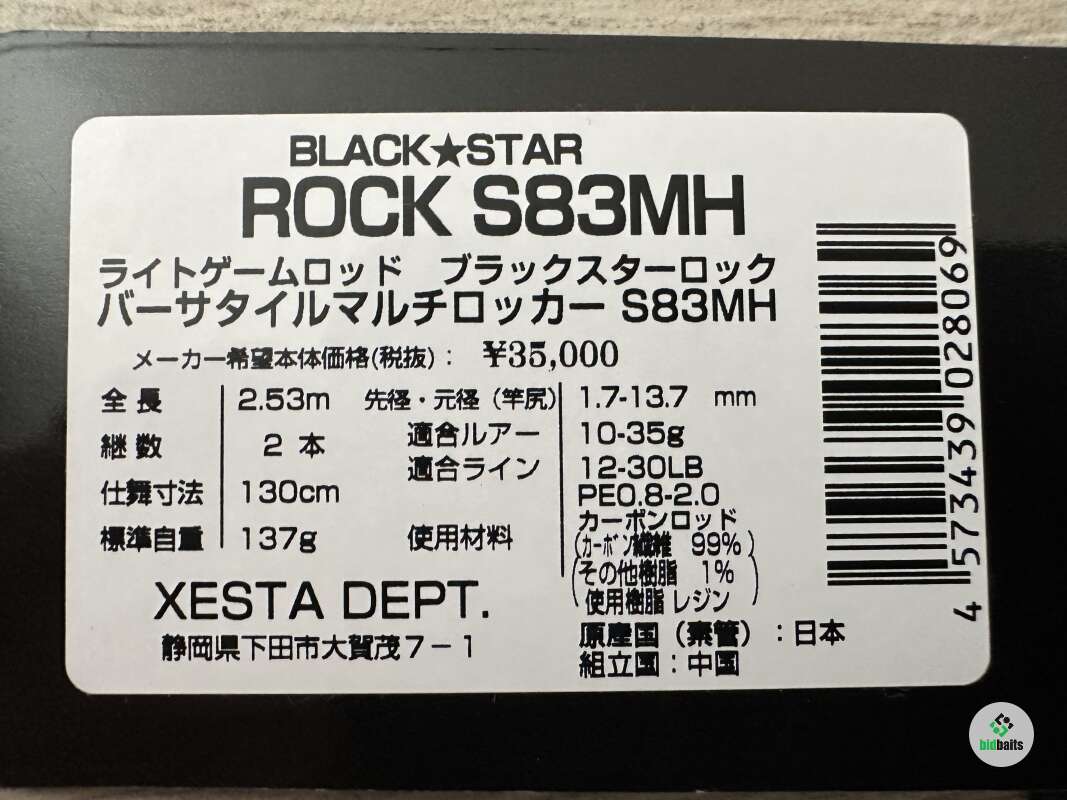 BLACK★STAR
ROCK S83MH
ライトゲームロッド ブラックスターロック
バーサタイルマルチロッカー S83MH
メーカー希望本体価格(税抜): ¥35,000
全長 2.53m 先径・元径(竿尻) 1.7-13.7 mm
継数 2本 適合ルアー 10-35g
適合ライン 12-30LB
PE0.8-2.0
仕舞寸法 130cm
標準自重 137g 使用材料 カーボンロッド
(カーボン繊維 99%)
(その他樹脂 1%)
使用樹脂 レジン
XESTA DEPT.
静岡県下田市大賀茂7-1
原産国(素管):日本
組立国:中国
4573439028069
bidbaits